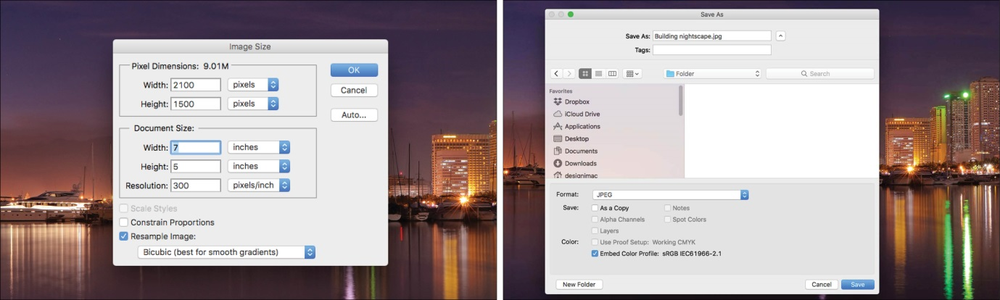 Image Size
Pixel Dimensions: 9.01M
Width: 2100 pixels
Height: 1500 pixels
Document Size:
Width: 7 inches
Height: 5 inches
Resolution: 300 pixels/inch
Scale Styles
Constrain Proportions
Resample Image:
Bicubic (best for smooth gradients)
OK
Cancel
Auto...
Save As
Save As: Building nightscape.jpg
Tags:
Folder
Search
Favorites
Dropbox
iCloud Drive
Applications
Desktop
Documents
Downloads
desionimac
Format: JPEG
Save: As a Copy Notes
Alpha Channels Spot Colors
Layers
Color: Use Proof Setup: Working CMYK
Embed Color Profile: sRGB IEC61966-2.1
New Folder Cancel Save